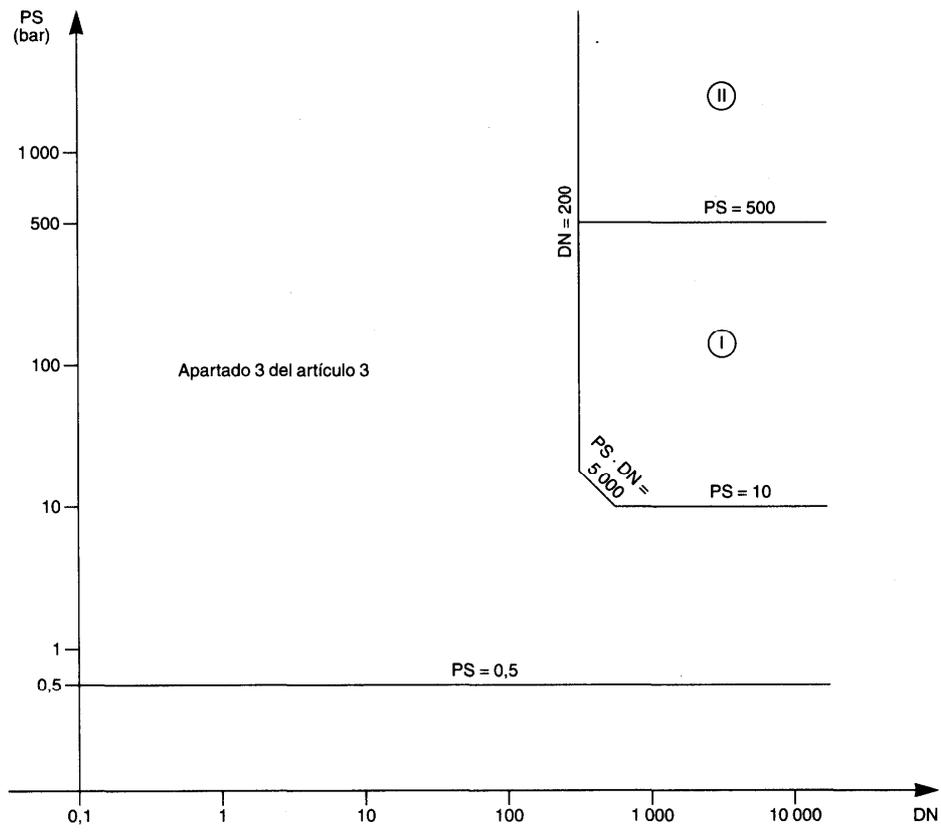 PS
(bar)
II
1 000
DN = 200
PS = 500
500
I
100
Apartado 3 del artículo 3
PS . DN =
5 000
PS = 10
10
1
PS = 0,5
0,5
0,1
1
10
100
1 000
10 000
DN